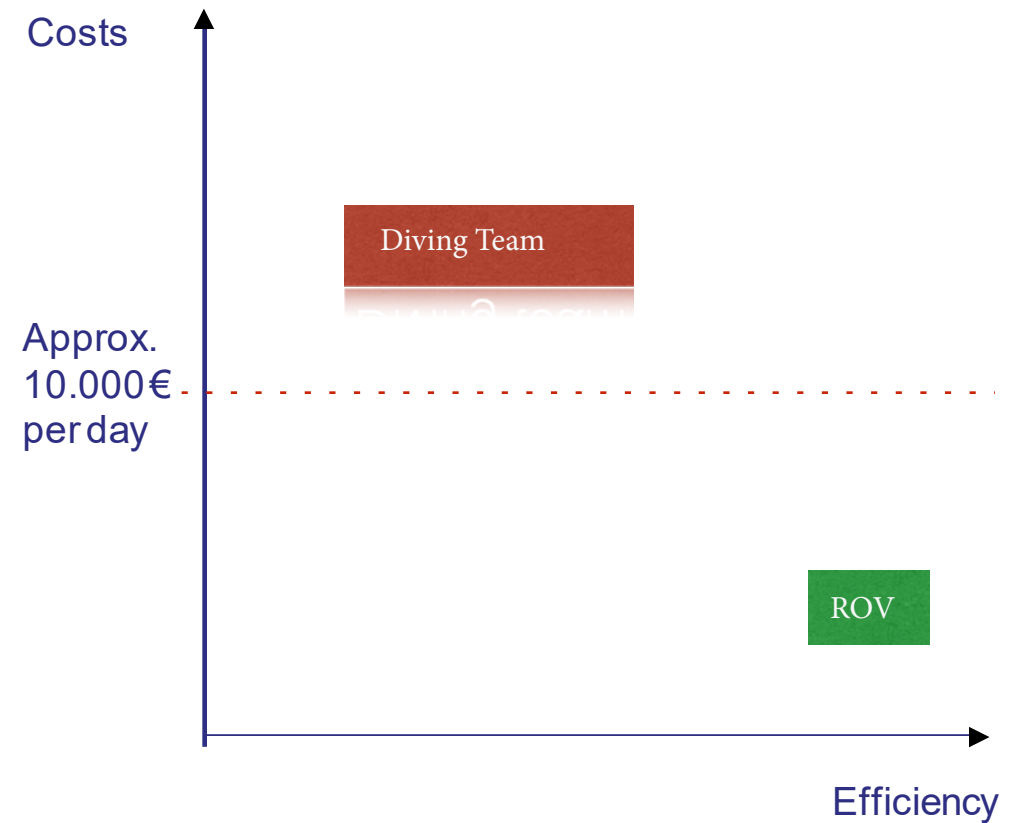 Costs
Diving Team
Approx.
10.000€
per day
ROV
Efficiency